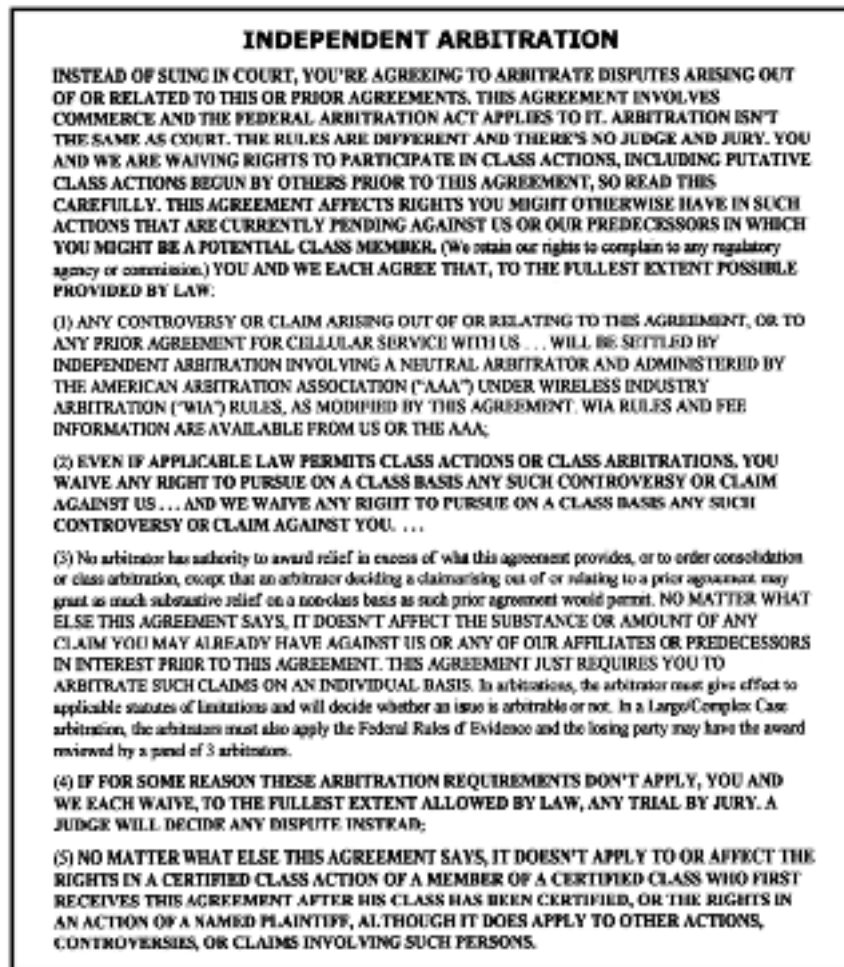 INDEPENDENT ARBITRATION
INSTEAD OF SUING IN COURT, YOU'RE AGREEING TO ARBITRATE DISPUTES ARISING OUT
OF OR RELATED TO THIS OR PRIOR AGREEMENTS. THIS AGREEMENT INVOLVES
COMMERCE AND THE FEDERAL ARBITRATION ACT APPLIES TO IT. ARBITRATION ISN'T
THE SAME AS COURT. THE RULES ARE DIFFERENT AND THERE'S NO JUDGE AND JURY. YOU
AND WE ARE WAIVING RIGHTS TO PARTICIPATE IN CLASS ACTIONS, INCLUDING PUTATIVE
CLASS ACTIONS BEGUN BY OTHERS PRIOR TO THIS AGREEMENT, SO READ THIS
CAREFULLY. THIS AGREEMENT AFFECTS RIGHTS YOU MIGHT OTHERWISE HAVE IN SUCH
ACTIONS THAT ARE CURRENTLY PENDING AGAINST US OR OUR PREDECESSORS IN WHICH
YOU MIGHT BE A POTENTIAL CLASS MEMBER. (We retain our rights to complain to any regulatory
agency or commission.) YOU AND WE EACH AGREE THAT, TO THE FULLEST EXTENT POSSIBLE
PROVIDED BY LAW:
(1) ANY CONTROVERSY OR CLAIM ARISING OUT OF OR RELATING TO THIS AGREEMENT, OR TO
ANY PRIOR AGREEMENT FOR CELLULAR SERVICE WITH US . . . WILL BE SETTLED BY
INDEPENDENT ARBITRATION INVOLVING A NEUTRAL ARBITRATOR AND ADMINISTERED BY
THE AMERICAN ARBITRATION ASSOCIATION ("AAA") UNDER WIRELESS INDUSTRY
ARBITRATION ("WIA") RULES, AS MODIFIED BY THIS AGREEMENT. WIA RULES AND FEE
INFORMATION ARE AVAILABLE FROM US OR THE AAA;
(2) EVEN IF APPLICABLE LAW PERMITS CLASS ACTIONS OR CLASS ARBITRATIONS, YOU
WAIVE ANY RIGHT TO PURSUE ON A CLASS BASIS ANY SUCH CONTROVERSY OR CLAIM
AGAINST US . . . AND WE WAIVE ANY RIGHT TO PURSUE ON A CLASS BASIS ANY SUCH
CONTROVERSY OR CLAIM AGAINST YOU. . . .
(3) No arbitrator has authority to award relief in excess of what this agreement provides, or to order consolidation
or class arbitration, except that an arbitrator deciding a claimarising out of or relating to a prior agreement may
grant as much substantive relief on a non-class basis as such prior agreement would permit. NO MATTER WHAT
ELSE THIS AGREEMENT SAYS, IT DOESN'T AFFECT THE SUBSTANCE OR AMOUNT OF ANY
CLAIM YOU MAY ALREADY HAVE AGAINST US OR ANY OF OUR AFFILIATES OR PREDECESSORS
IN INTEREST PRIOR TO THIS AGREEMENT. THIS AGREEMENT JUST REQUIRES YOU TO
ARBITRATE SUCH CLAIMS ON AN INDIVIDUAL BASIS. In arbitrations, the arbitrator must give effect to
applicable statutes of limitations and will decide whether an issue is arbitrable or not. In a Large/Complex Case
arbitration, the arbitrators must also apply the Federal Rules of Evidence and the losing party may have the award
reviewed by a panel of 3 arbitrators.
(4) IF FOR SOME REASON THESE ARBITRATION REQUIREMENTS DON'T APPLY, YOU AND
WE EACH WAIVE, TO THE FULLEST EXTENT ALLOWED BY LAW, ANY TRIAL BY JURY. A
JUDGE WILL DECIDE ANY DISPUTE INSTEAD;
(5) NO MATTER WHAT ELSE THIS AGREEMENT SAYS, IT DOESN'T APPLY TO OR AFFECT THE
RIGHTS IN A CERTIFIED CLASS ACTION OF A MEMBER OF A CERTIFIED CLASS WHO FIRST
RECEIVES THIS AGREEMENT AFTER HIS CLASS HAS BEEN CERTIFIED, OR THE RIGHTS IN
AN ACTION OF A NAMED PLAINTIFF, ALTHOUGH IT DOES APPLY TO OTHER ACTIONS,
CONTROVERSIES, OR CLAIMS INVOLVING SUCH PERSONS.